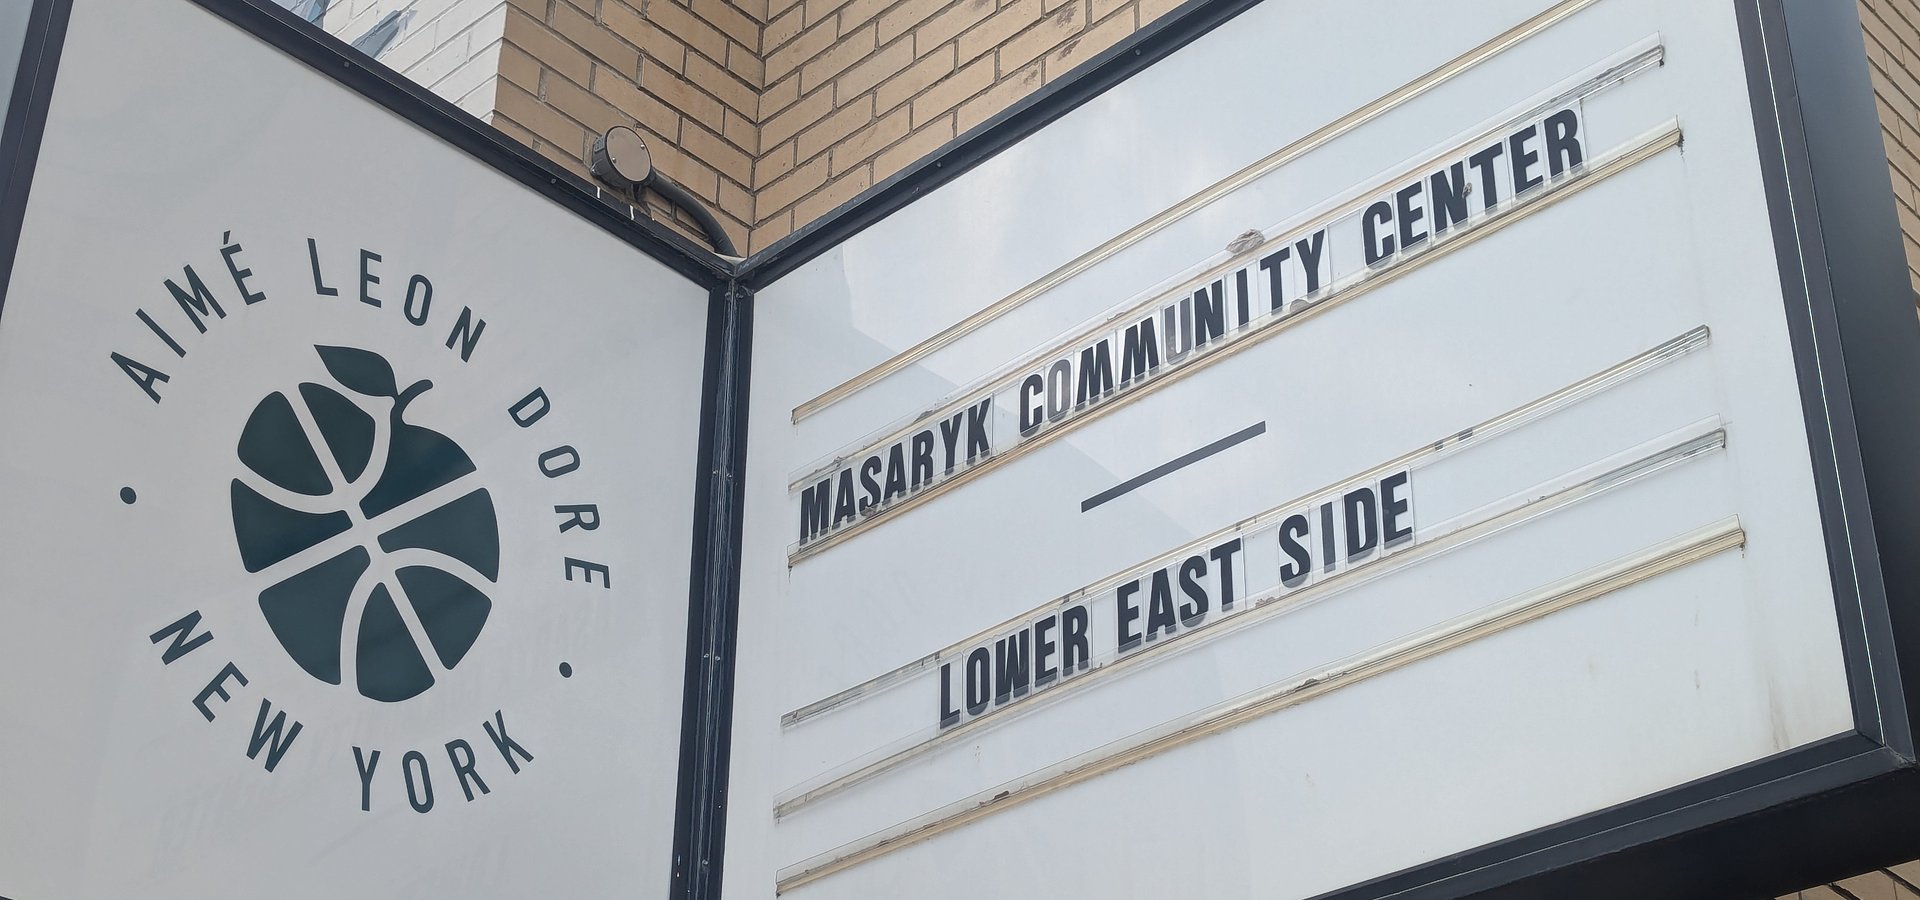 AIMÉ LEON DORE
NEW YORK
MASARYK COMMUNITY CENTER
LOWER EAST SIDE